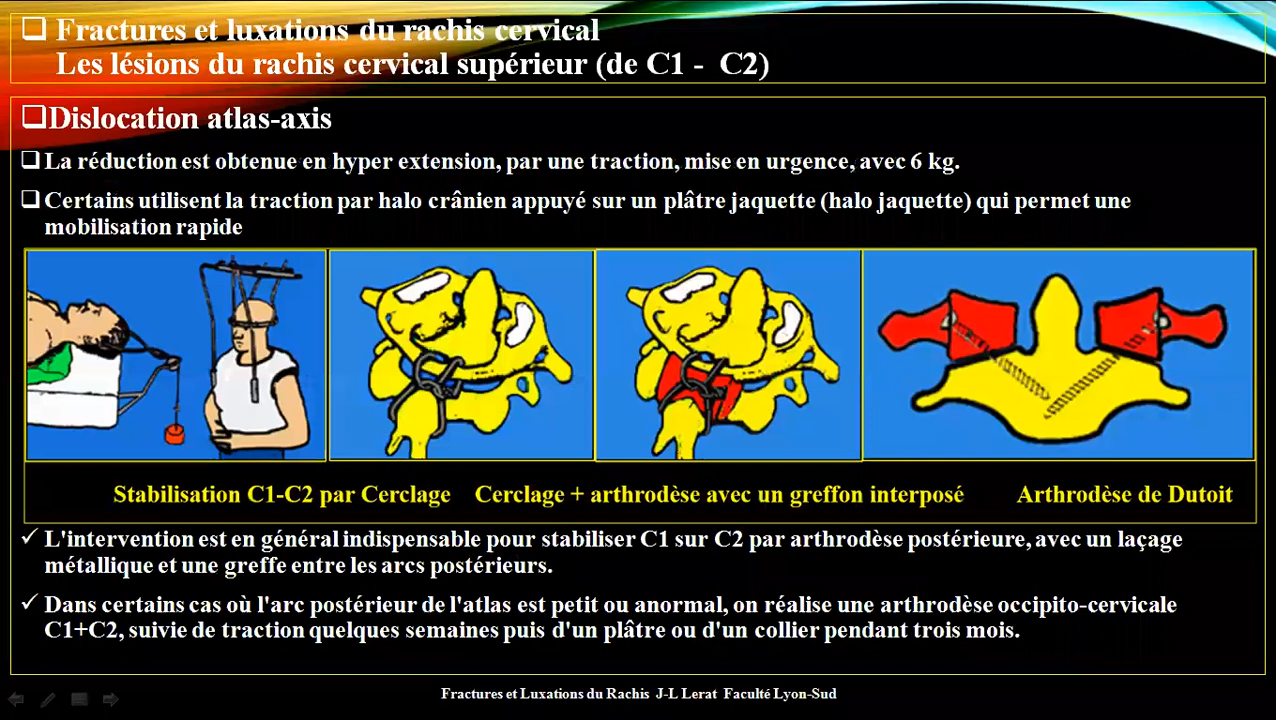 Fractures et luxations du rachis cervical
Les lésions du rachis cervical supérieur (de C1 - C2)
Dislocation atlas-axis
La réduction est obtenue en hyper extension, par une traction, mise en urgence, avec 6 kg.
Certains utilisent la traction par halo crânien appuyé sur un plâtre jaquette (halo jaquette) qui permet une
mobilisation rapide
Stabilisation C1-C2 par Cerclage
Cerclage + arthrodèse avec un greffon interposé
Arthrodèse de Dutoit
L'intervention est en général indispensable pour stabiliser C1 sur C2 par arthrodèse postérieure, avec un laçage
métallique et une greffe entre les arcs postérieurs.
Dans certains cas où l'arc postérieur de l'atlas est petit ou anormal, on réalise une arthrodèse occipito-cervicale
C1+C2, suivie de traction quelques semaines puis d'un plâtre ou d'un collier pendant trois mois.
Fractures et Luxations du Rachis J-L Lerat Faculté Lyon-Sud